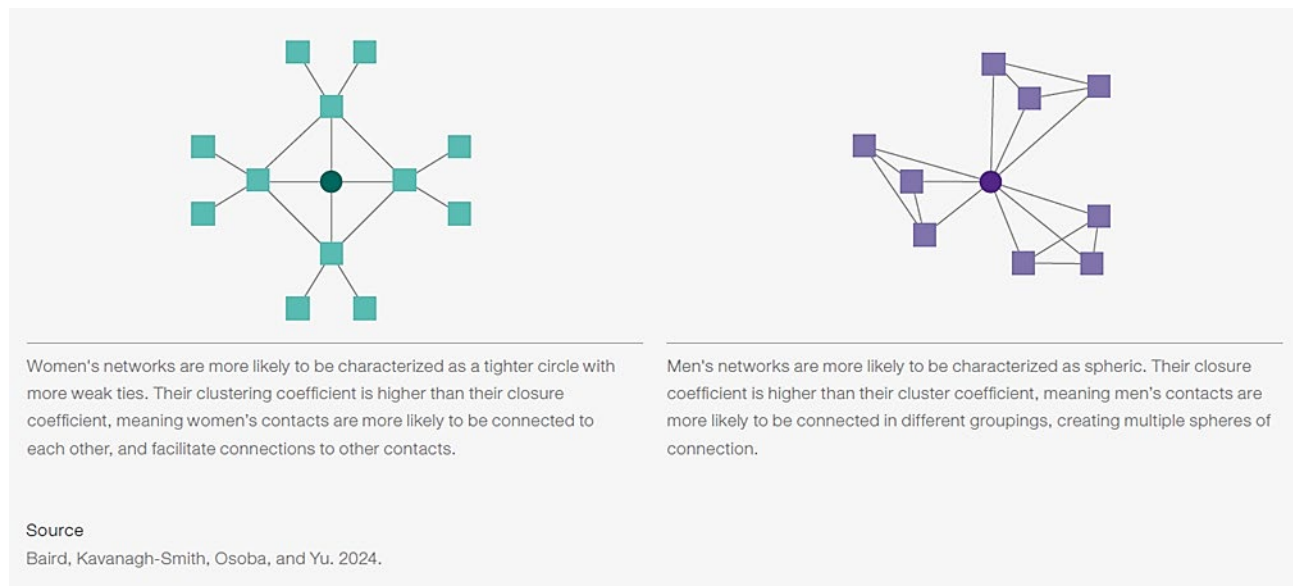 Women's networks are more likely to be characterized as a tighter circle with
more weak ties. Their clustering coefficient is higher than their closure
coefficient, meaning women's contacts are more likely to be connected to
each other, and facilitate connections to other contacts.
Men's networks are more likely to be characterized as spheric. Their closure
coefficient is higher than their cluster coefficient, meaning men's contacts are
more likely to be connected in different groupings, creating multiple spheres of
connection.
Source
Baird, Kavanagh-Smith, Osoba, and Yu. 2024.